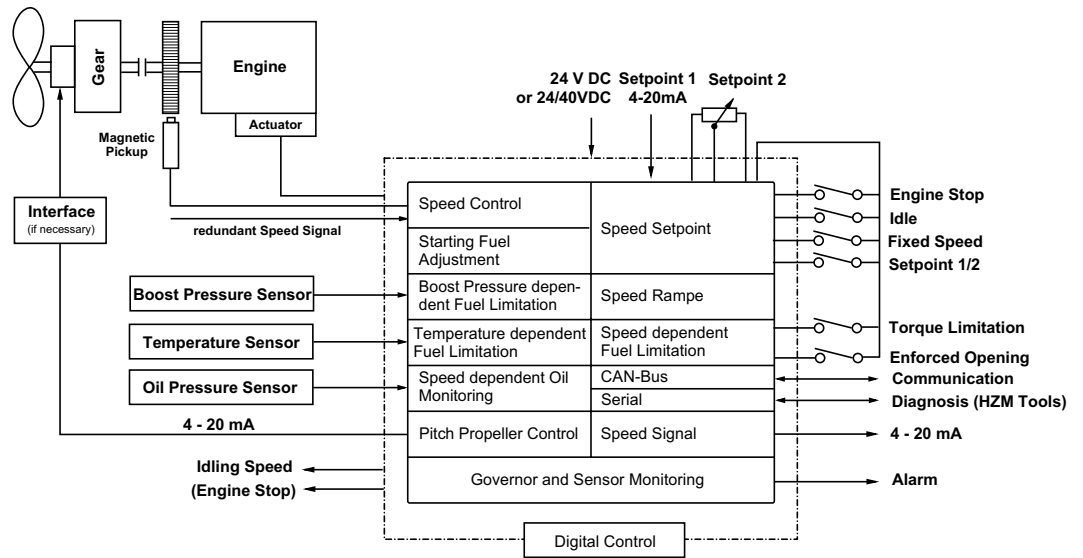 Gear
Engine
Actuator
Magnetic
Pickup
24 V DC
or 24/40VDC
Setpoint 1
4-20mA
Setpoint 2
Interface
(if necessary)
redundant Speed Signal
Speed Control
Speed Setpoint
Starting Fuel
Adjustment
Engine Stop
Idle
Fixed Speed
Setpoint 1/2
Boost Pressure Sensor
Boost Pressure depen-
dent Fuel Limitation
Speed Rampe
Temperature Sensor
Temperature dependent
Fuel Limitation
Speed dependent
Fuel Limitation
Torque Limitation
Enforced Opening
Oil Pressure Sensor
Speed dependent Oil
Monitoring
CAN-Bus
Serial
Communication
Diagnosis (HZM Tools)
4 - 20 mA
Pitch Propeller Control
Speed Signal
4 - 20 mA
Idling Speed
(Engine Stop)
Governor and Sensor Monitoring
Alarm
Digital Control